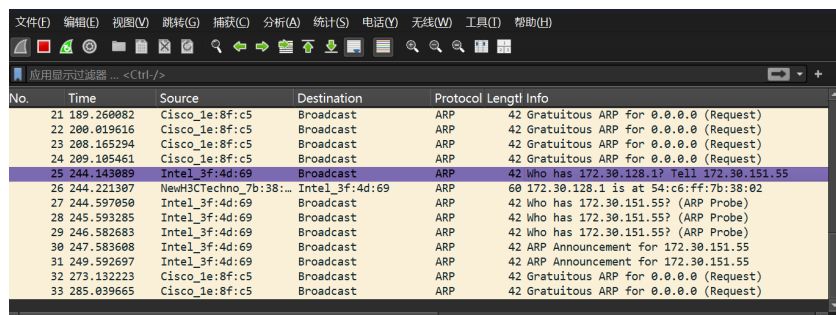 文件(F) 编辑(E) 视图(V) 跳转(G) 捕获(C) 分析(A) 统计(S) 电话(Y) 无线(W) 工具(T) 帮助(H)
应用显示过滤器 … <Ctrl-/>
No. Time Source Destination Protocol Lengtl Info
21 189.260082 Cisco_1e:8f:c5 Broadcast ARP 42 Gratuitous ARP for 0.0.0.0 (Request)
22 200.019616 Cisco_1e:8f:c5 Broadcast ARP 42 Gratuitous ARP for 0.0.0.0 (Request)
23 208.165294 Cisco_1e:8f:c5 Broadcast ARP 42 Gratuitous ARP for 0.0.0.0 (Request)
24 209.105461 Cisco_1e:8f:c5 Broadcast ARP 42 Gratuitous ARP for 0.0.0.0 (Request)
25 244.143089 Intel_3f:4d:69 Broadcast ARP 42 Who has 172.30.128.1? Tell 172.30.151.55
26 244.221307 NewH3CTechno_7b:38:… Intel_3f:4d:69 ARP 60 172.30.128.1 is at 54:c6:ff:7b:38:02
27 244.597050 Intel_3f:4d:69 Broadcast ARP 42 Who has 172.30.151.55? (ARP Probe)
28 245.593285 Intel_3f:4d:69 Broadcast ARP 42 Who has 172.30.151.55? (ARP Probe)
29 246.582683 Intel_3f:4d:69 Broadcast ARP 42 Who has 172.30.151.55? (ARP Probe)
30 247.583608 Intel_3f:4d:69 Broadcast ARP 42 ARP Announcement for 172.30.151.55
31 249.592697 Intel_3f:4d:69 Broadcast ARP 42 ARP Announcement for 172.30.151.55
32 273.132223 Cisco_1e:8f:c5 Broadcast ARP 42 Gratuitous ARP for 0.0.0.0 (Request)
33 285.039665 Cisco_1e:8f:c5 Broadcast ARP 42 Gratuitous ARP for 0.0.0.0 (Request)